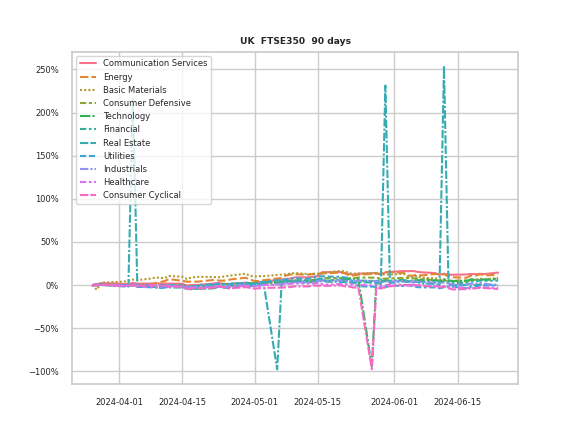 UK FTSE350 90 days
250%
200%
150%
100%
50%
0%
−50%
−100%
Communication Services
Energy
Basic Materials
Consumer Defensive
Technology
Financial
Real Estate
Utilities
Industrials
Healthcare
Consumer Cyclical
2024-04-01 2024-04-15 2024-05-01 2024-05-15 2024-06-01 2024-06-15